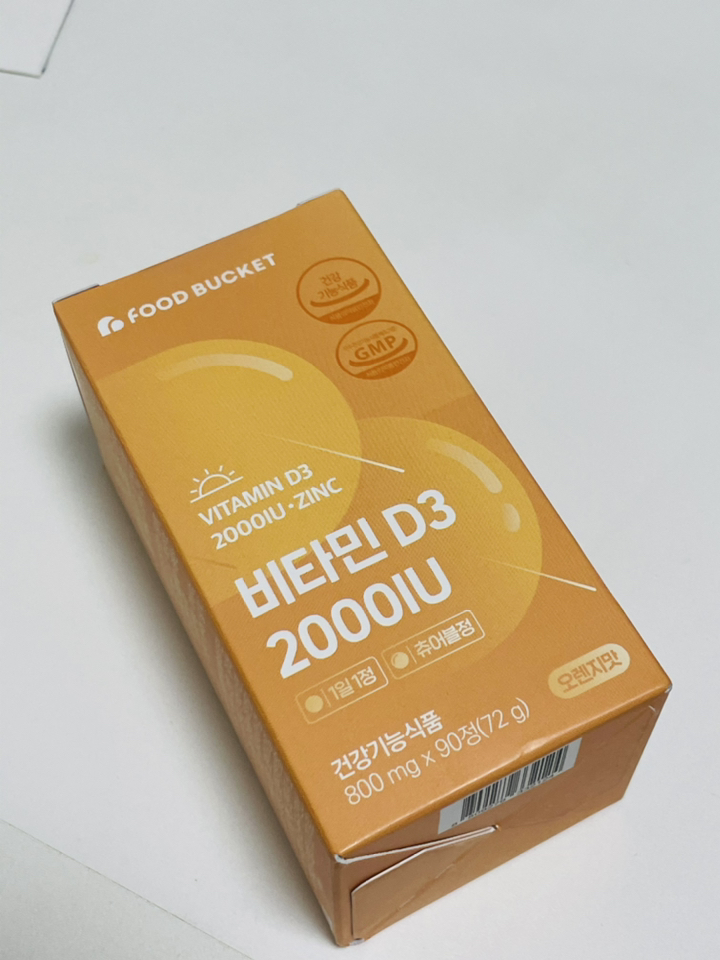 FOOD BUCKET
건강
기능식품
GMP
VITAMIN D3
2000IU·ZINC
비타민 D3
2000IU
1일 1정
츄어블정
오렌지맛
건강기능식품
800 mg x 90정(72 g)